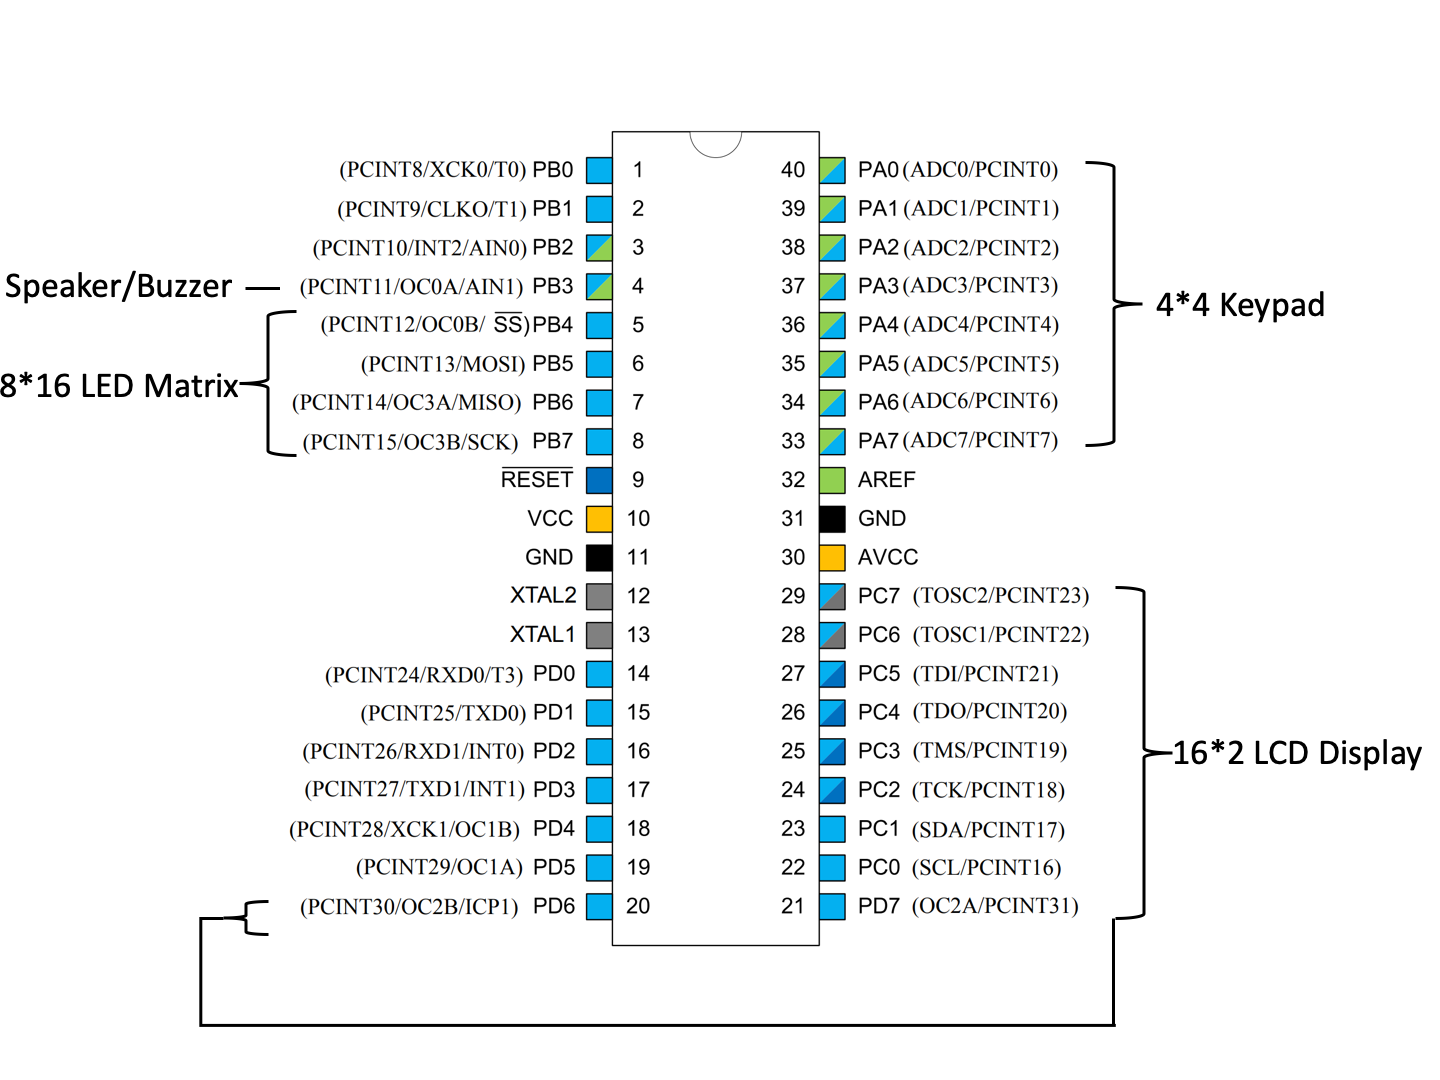 (PCINT8/XCK0/T0) PB0 1 40 PA0 (ADC0/PCINT0)
(PCINT9/CLKO/T1) PB1 2 39 PA1 (ADC1/PCINT1)
(PCINT10/INT2/AIN0) PB2 3 38 PA2 (ADC2/PCINT2)
Speaker/Buzzer (PCINT11/OC0A/AIN1) PB3 4 37 PA3 (ADC3/PCINT3)
4*4 Keypad
(PCINT12/OC0B/ SS) PB4 5 36 PA4 (ADC4/PCINT4)
(PCINT13/MOSI) PB5 6 35 PA5 (ADC5/PCINT5)
8*16 LED Matrix
(PCINT14/OC3A/MISO) PB6 7 34 PA6 (ADC6/PCINT6)
(PCINT15/OC3B/SCK) PB7 8 33 PA7 (ADC7/PCINT7)
RESET 9 32 AREF
VCC 10 31 GND
GND 11 30 AVCC
XTAL2 12 29 PC7 (TOSC2/PCINT23)
XTAL1 13 28 PC6 (TOSC1/PCINT22)
(PCINT24/RXD0/T3) PD0 14 27 PC5 (TDI/PCINT21)
(PCINT25/TXD0) PD1 15 26 PC4 (TDO/PCINT20)
(PCINT26/RXD1/INT0) PD2 16 25 PC3 (TMS/PCINT19) 16*2 LCD Display
(PCINT27/TXD1/INT1) PD3 17 24 PC2 (TCK/PCINT18)
(PCINT28/XCK1/OC1B) PD4 18 23 PC1 (SDA/PCINT17)
(PCINT29/OC1A) PD5 19 22 PC0 (SCL/PCINT16)
(PCINT30/OC2B/ICP1) PD6 20 21 PD7 (OC2A/PCINT31)